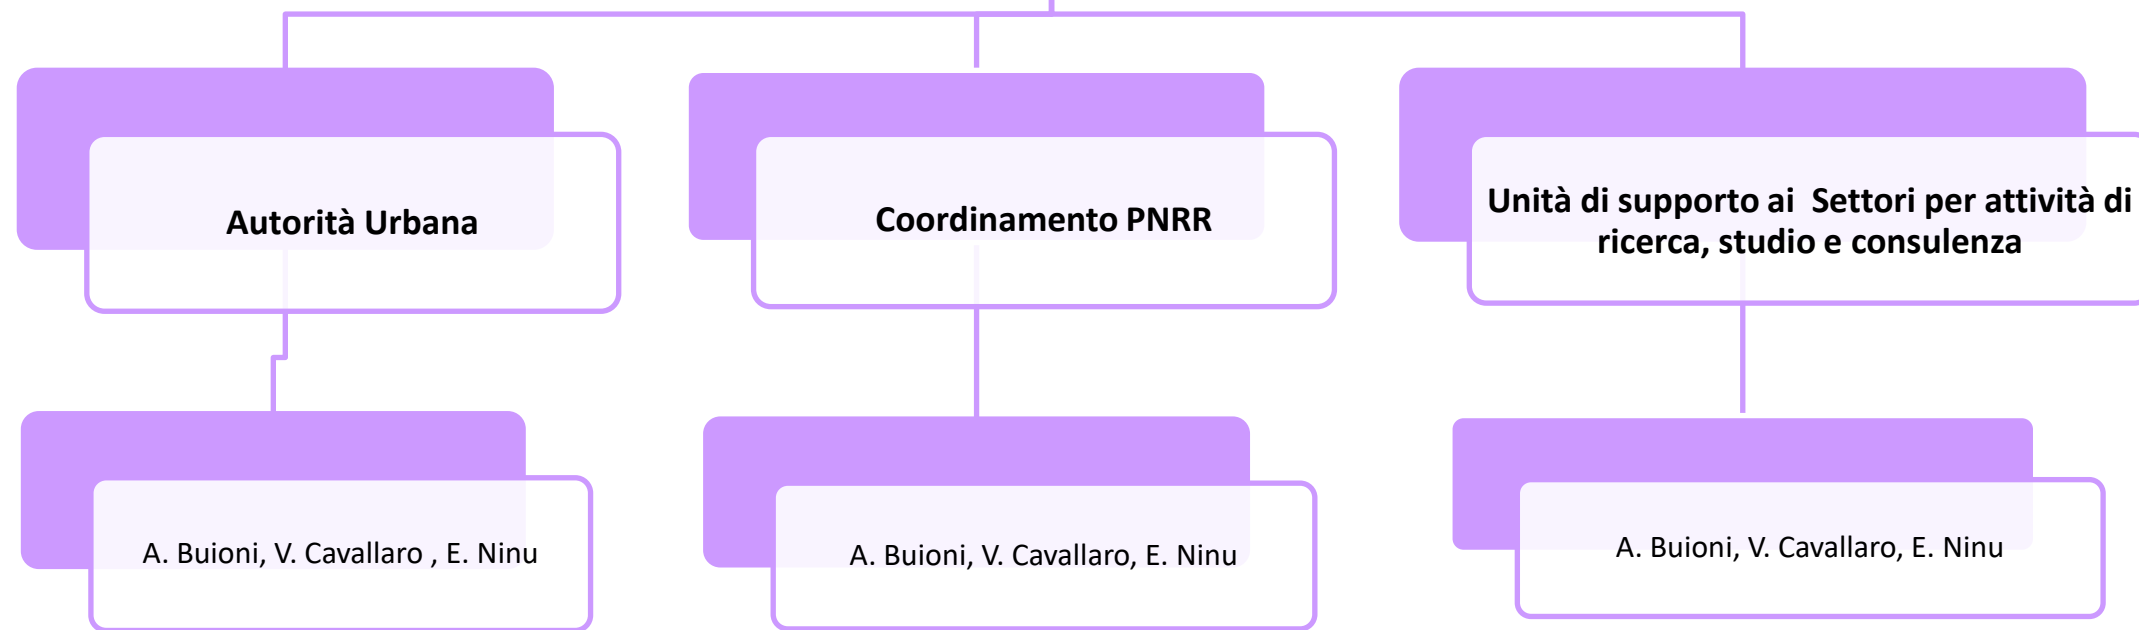 Autorità Urbana
Coordinamento PNRR
Unità di supporto ai  Settori per attività di
ricerca, studio e consulenza
A. Buioni, V. Cavallaro , E. Ninu
A. Buioni, V. Cavallaro, E. Ninu
A. Buioni, V. Cavallaro, E. Ninu